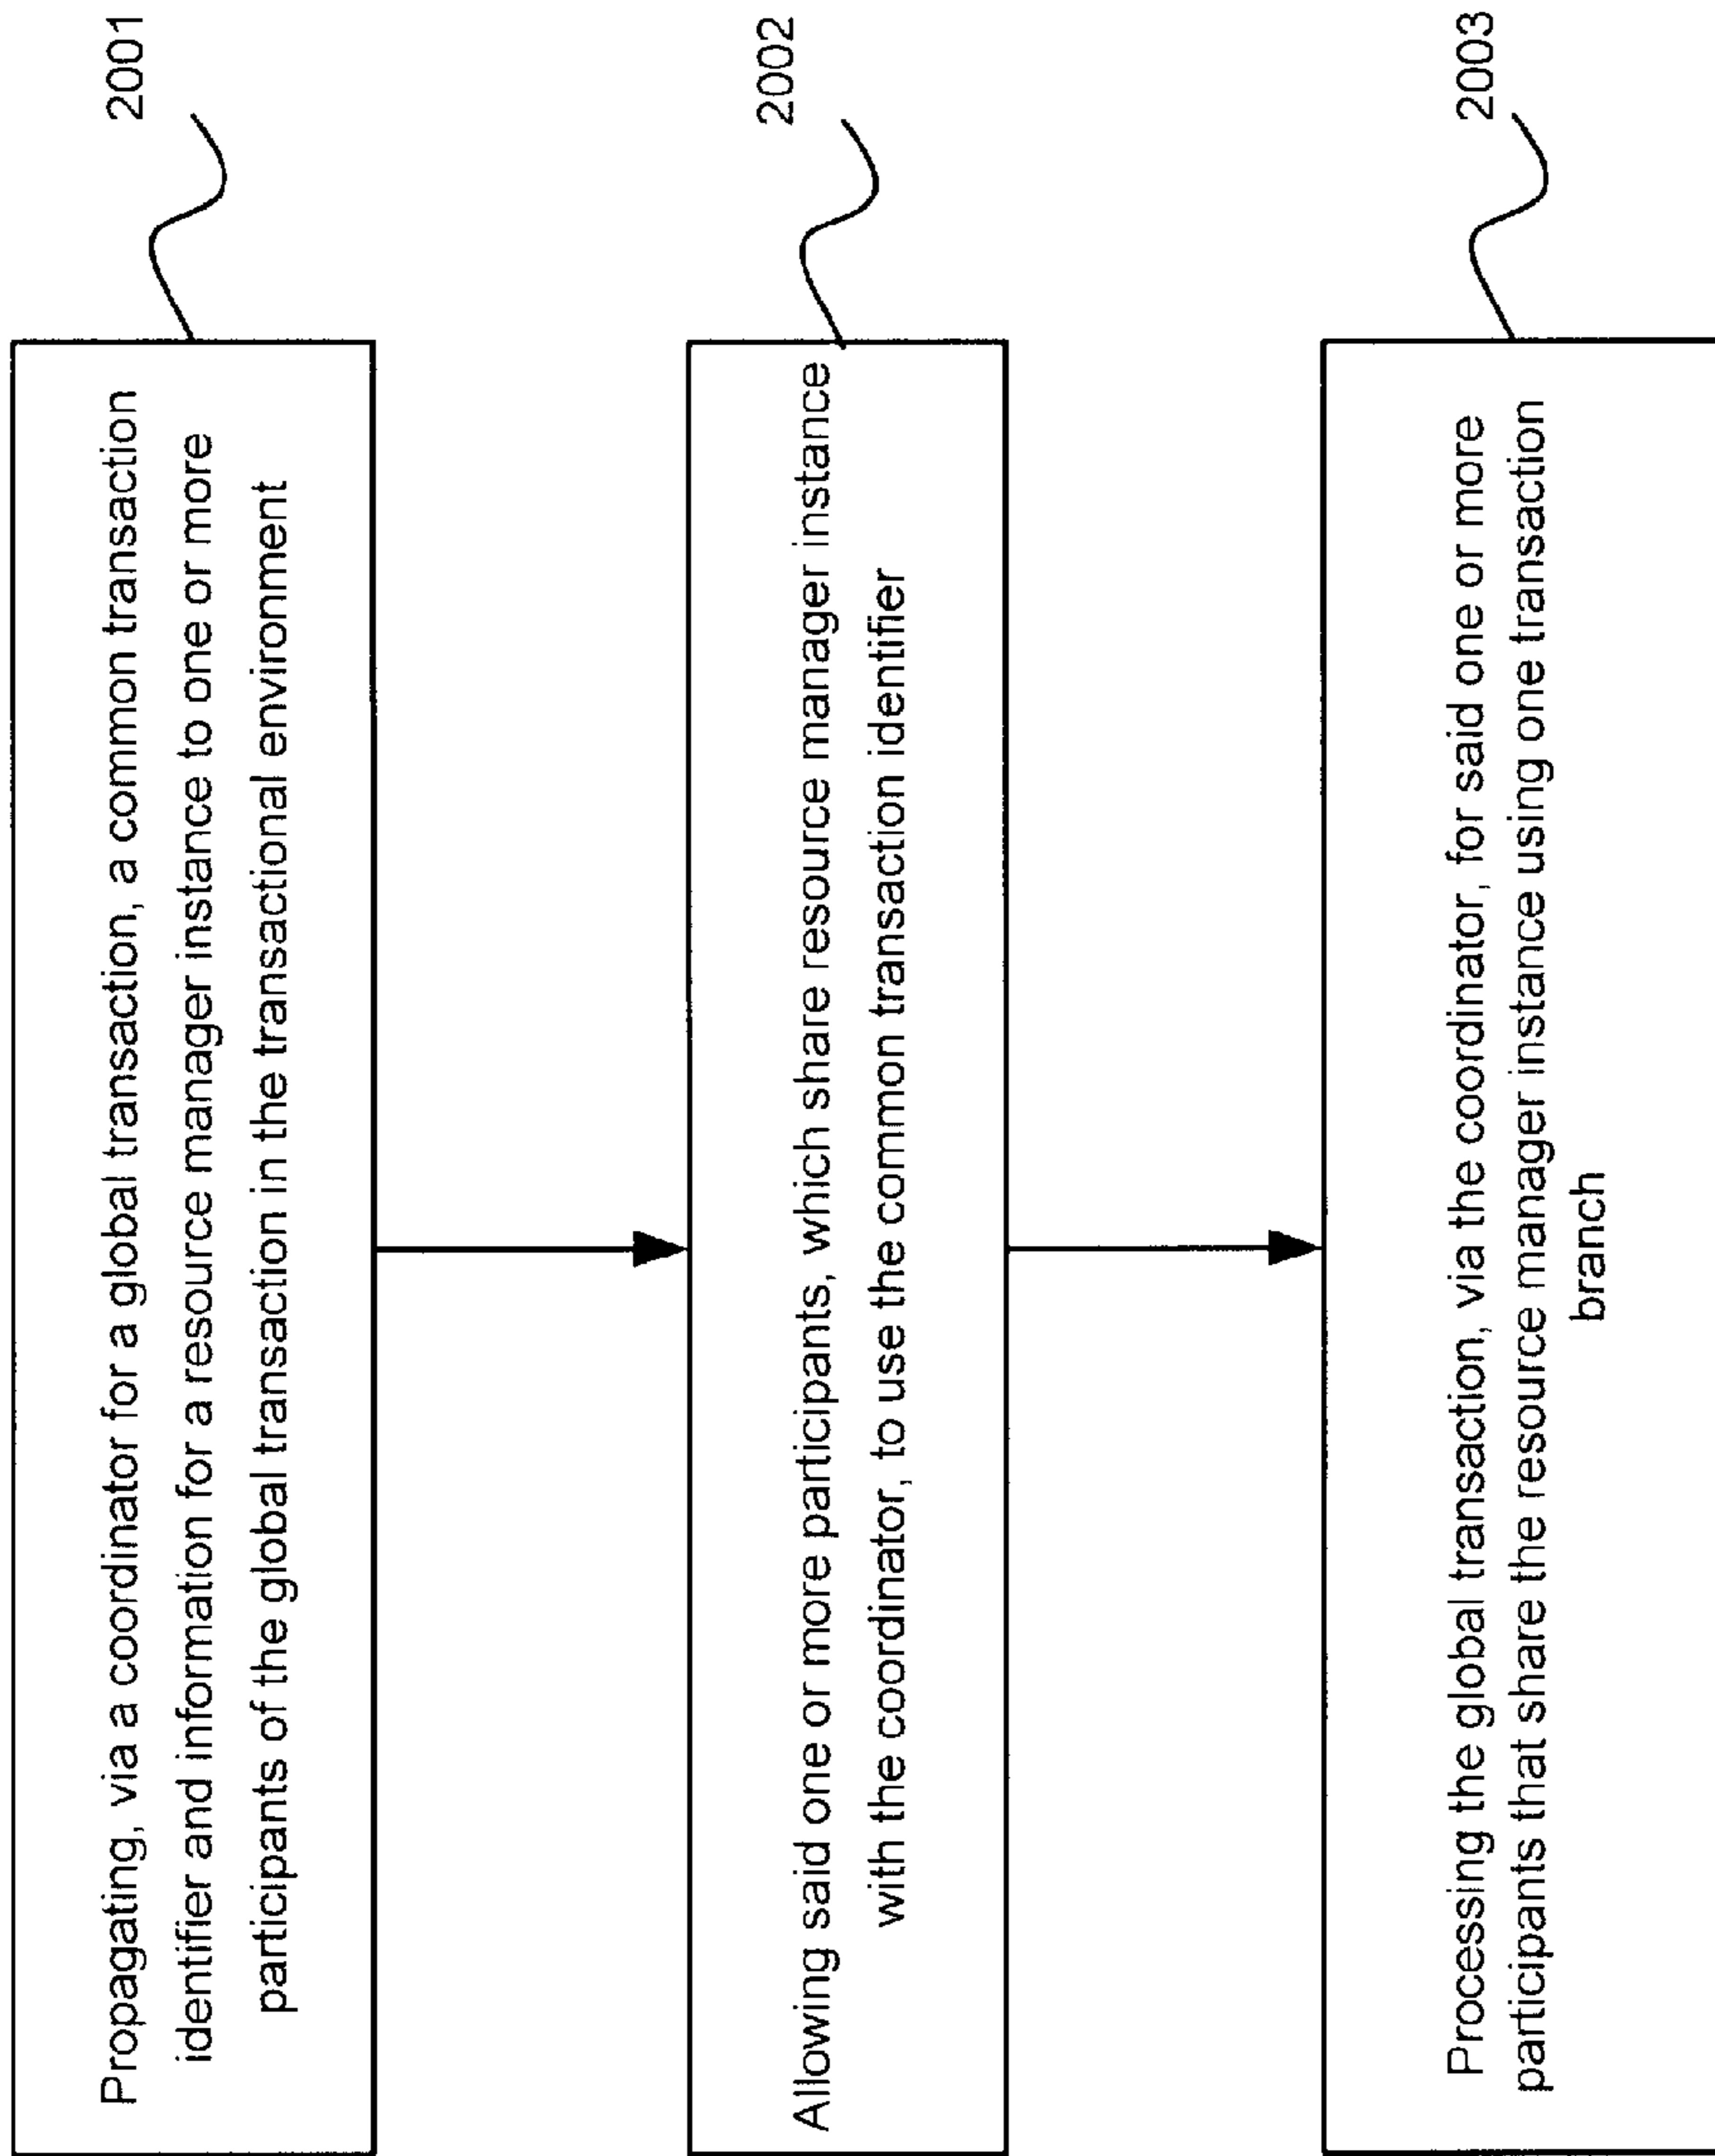 Propagating, via a coordinator for a global transaction, a common transaction
identifier and information for a resource manager instance to one or more
participants of the global transaction in the transactional environment
2001
Allowing said one or more participants, which share resource manager instance
with the coordinator, to use the common transaction identifier
2002
Processing the global transaction, via the coordinator, for said one or more
participants that share the resource manager instance using one transaction
branch
2003